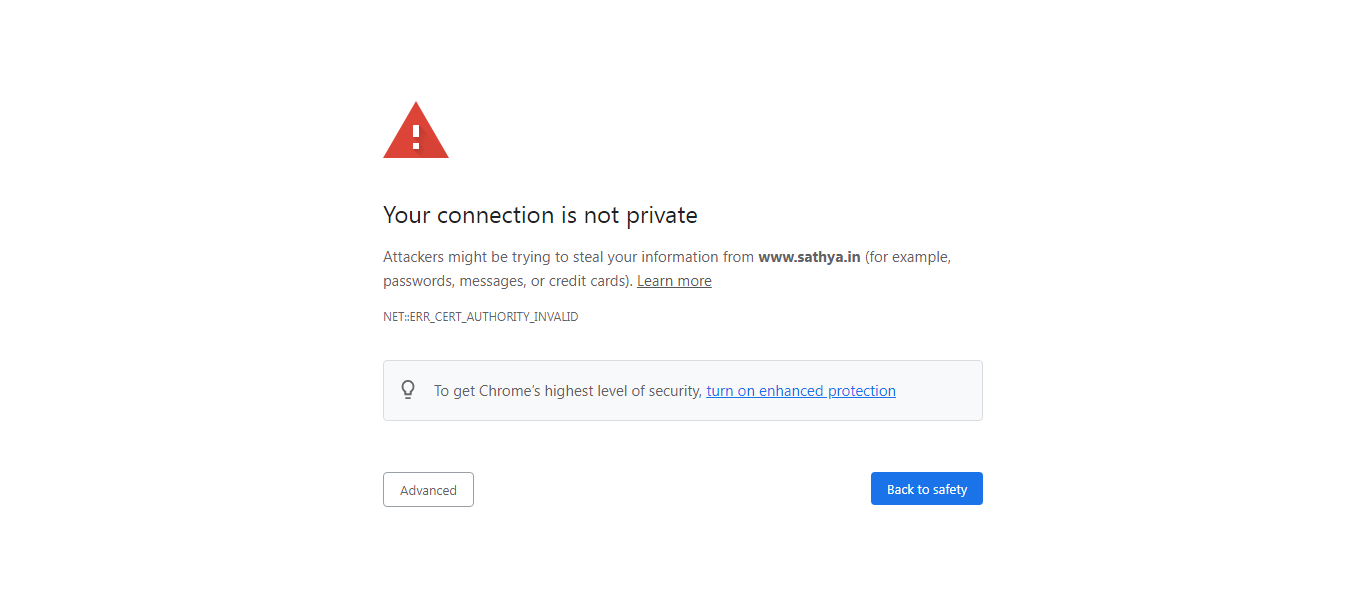 Your connection is not private
Attackers might be trying to steal your information from www.sathya.in (for example,
passwords, messages, or credit cards). Learn more
NET::ERR_CERT_AUTHORITY_INVALID
To get Chrome’s highest level of security, turn on enhanced protection
Advanced
Back to safety